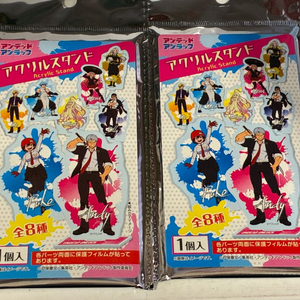 アンデッド
アンラック
アクリルスタンド
Acrylic Stand
Andy
全8種
1個入
各パーツ両面に保護フィルムが貼って
あります。
アンデッド
アンラック
アクリルスタンド
Acrylic Stand
Andy
全8種
1個入
各パーツ両面に保護フィルムが貼って
あります。